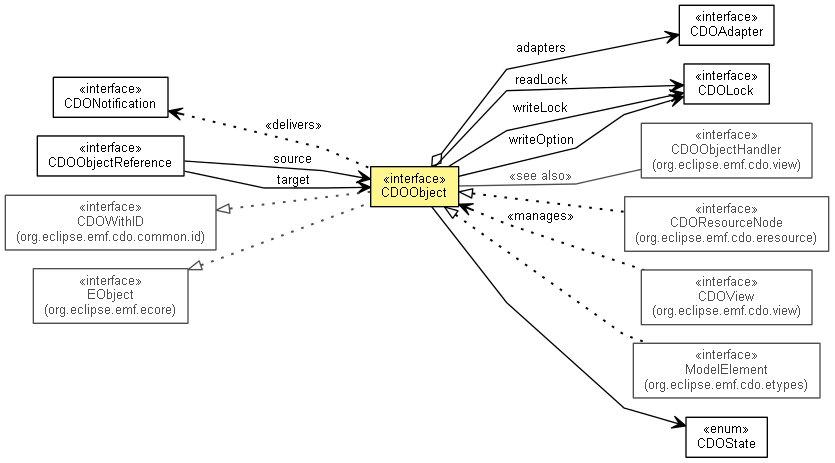 «interface»
CDOAdapter
adapters
«interface»
CDOLock
readLock
writeLock
writeOption
«interface»
CDONotification
«delivers»
«interface»
CDOObjectReference
source
target
«interface»
CDOObject
«interface»
CDOObjectHandler
(org.eclipse.emf.cdo.view)
«see also»
«interface»
CDOWithID
(org.eclipse.emf.cdo.common.id)
«interface»
CDOResourceNode
(org.eclipse.emf.cdo.eresource)
«manages»
«interface»
EObject
(org.eclipse.emf.ecore)
«interface»
CDOView
(org.eclipse.emf.cdo.view)
«interface»
ModelElement
(org.eclipse.emf.cdo.etypes)
«enum»
CDOState